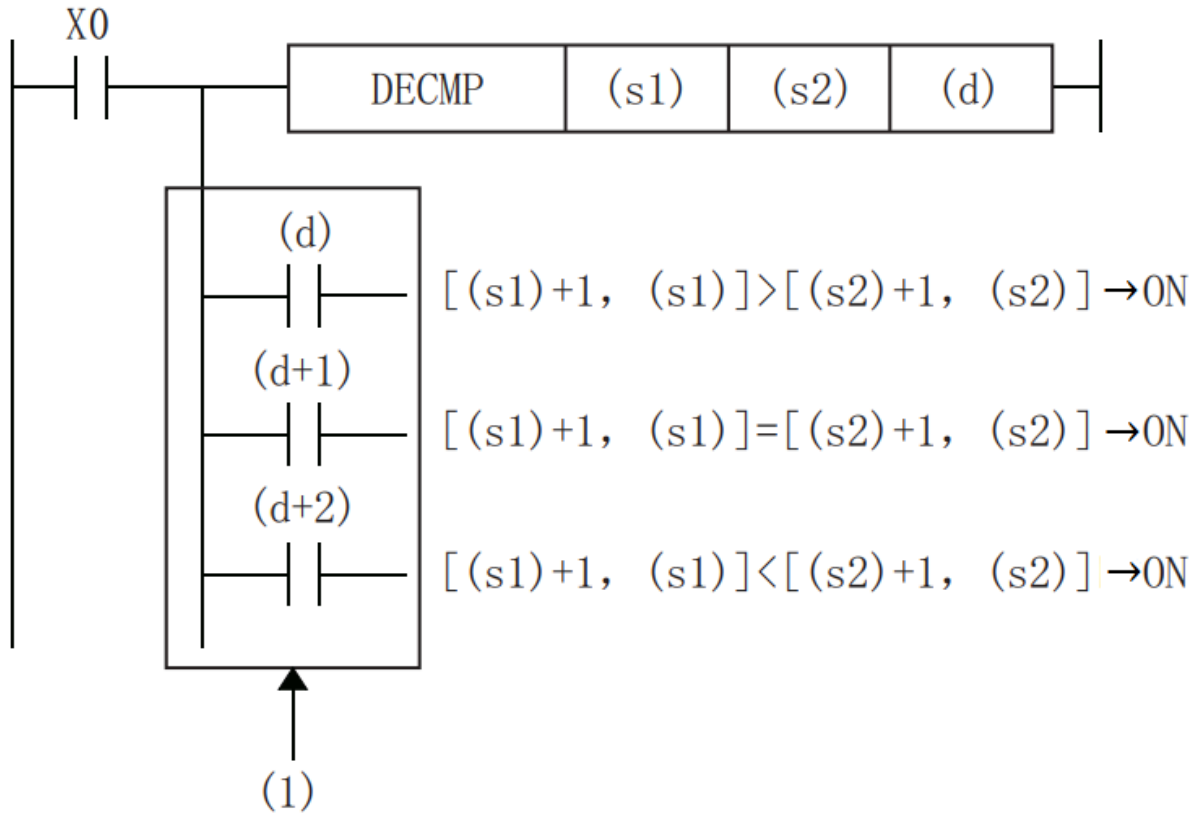 X0
DECMP (s1) (s2) (d)
(d)
[(s1)+1, (s1)]>[(s2)+1, (s2)]→ON
(d+1)
[(s1)+1, (s1)]=[(s2)+1, (s2)]→ON
(d+2)
[(s1)+1, (s1)]<[(s2)+1, (s2)]→ON
(1)